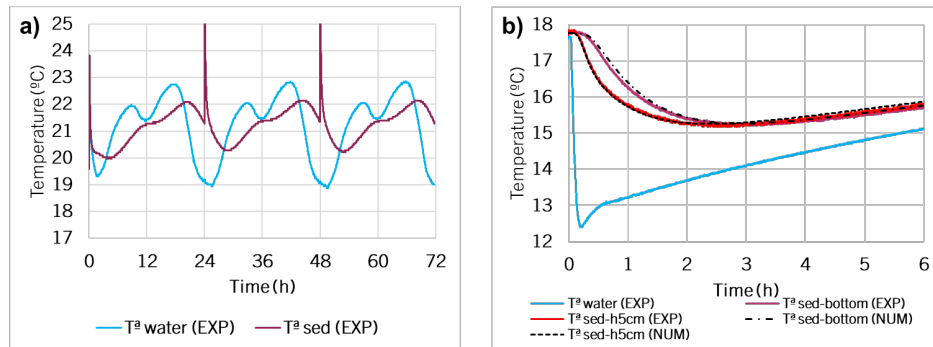 a)
25
24
23
22
21
20
19
18
17
Temperature (ºC)
0 12 24 36 48 60 72
Time (h)
Tª water (EXP) Tª sed (EXP)
b)
18
17
16
15
14
13
12
Temperature (ºC)
0 1 2 3 4 5 6
Time (h)
Tª water (EXP) Tª sed-bottom (EXP)
Tª sed-h5cm (EXP) Tª sed-bottom (NUM)
Tª sed-h5cm (NUM)